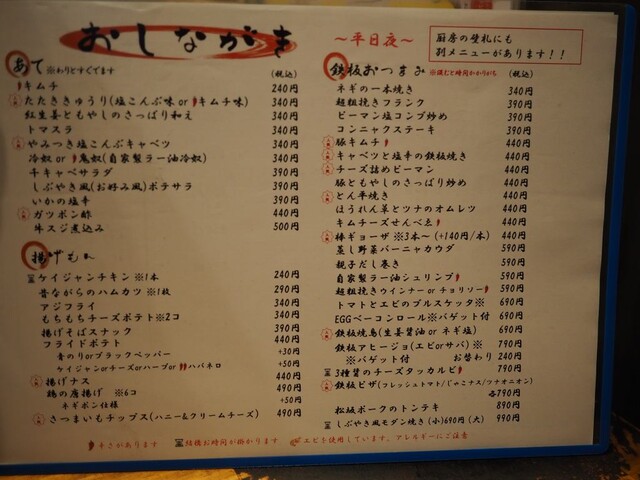 おしながき
～平日夜～
厨房の壁札にも
別メニューがあります！！
あて ※わりとすぐでます (税込)
キムチ 240円
たたききゅうり(塩こんぶ味 or キムチ味) 340円
紅生姜ともやしのさっぱり和え 340円
トマスラ 340円
やみつき塩こんぶキャベツ 340円
冷奴 or 鬼奴(自家製ラー油冷奴) 340円
千キャベサラダ 390円
しぶやき風(お好み風)ポテサラ 390円
いかの塩辛 390円
ガツポン酢 440円
牛スジ煮込み 500円
揚げもん
ケイジャンチキン ※1本 240円
昔ながらのハムカツ ※1枚 290円
アジフライ 340円
もちもちチーズポテト ※2コ 340円
揚げそばスナック 390円
フライドポテト 440円
青のりorブラックペッパー +30円
ケイジャンorチーズorハーブor ハバネロ +50円
揚げナス 440円
鶏の唐揚げ ※6コ 490円
ネギポン仕様 +50円
さつまいもチップス(ハニー&クリームチーズ) 490円
鉄板おつまみ ※混むと時間かかりがち (税込)
ネギの一本焼き 340円
超粗挽きフランク 390円
ピーマン塩コンブ炒め 390円
コンニャクステーキ 390円
豚キムチ 440円
キャベツと塩辛の鉄板焼き 440円
チーズ詰めピーマン 440円
豚ともやしのさっぱり炒め 440円
とん平焼き 440円
ほうれん草とツナのオムレツ 440円
キムチチーズせんべえ 440円
棒ギョーザ ※3本～(+140円/本) 440円
蒸し野菜バーニャカウダ 590円
親子だし巻き 590円
自家製ラー油シュリンプ 590円
超粗挽きウインナー or チョリソー 590円
トマトとエビのブルスケッタ※ 690円
EGGベーコンロール※バゲット付 690円
鉄板焼鳥(生姜醤油 or ネギ塩) 690円
鉄板アヒージョ(エビorサバ)※ 790円
※バゲット付 お替わり 240円
3種贅のチーズタッカルビ 790円
鉄板ピザ(フレッシュトマト/じゃこナス/ツナオニオン)
各790円
松坂ポークのトンテキ 890円
しぶやき風モダン焼き (小)690円(大) 990円
辛さがあります
結構お時間が掛かります
エビを使用しています。アレルギーにご注意